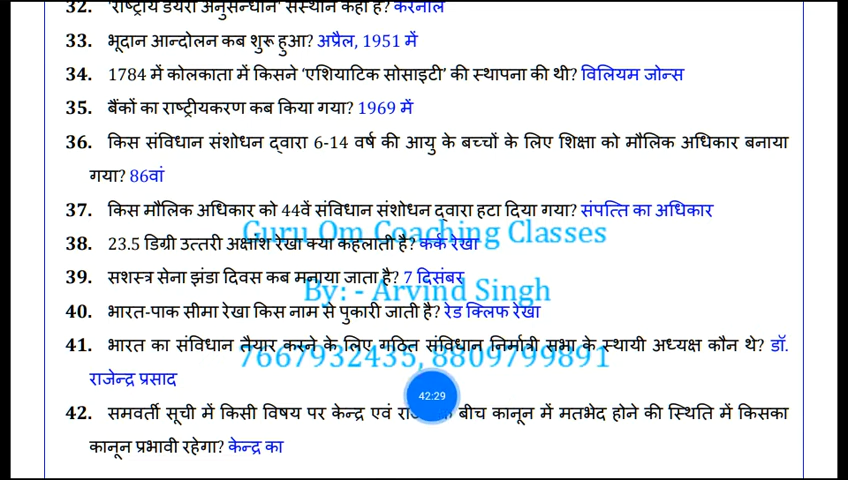 32. 'राष्ट्रीय डेयरी अनुसन्धान' संस्थान कहाँ है? करनाल
33. भूदान आन्दोलन कब शुरू हुआ? अप्रैल, 1951 में
34. 1784 में कोलकाता में किसने 'एशियाटिक सोसाइटी' की स्थापना की थी? विलियम जोन्स
35. बैंकों का राष्ट्रीयकरण कब किया गया? 1969 में
36. किस संविधान संशोधन द्वारा 6-14 वर्ष की आयु के बच्चों के लिए शिक्षा को मौलिक अधिकार बनाया
गया? 86वां
37. किस मौलिक अधिकार को 44वें संविधान संशोधन द्वारा हटा दिया गया? संपत्ति का अधिकार
Guru Om Coaching Classes
38. 23.5 डिग्री उत्तरी अक्षांश रेखा क्या कहलाती है? कर्क रेखा
39. सशस्त्र सेना झंडा दिवस कब मनाया जाता है? 7 दिसंबर
By: - Arvind Singh
40. भारत-पाक सीमा रेखा किस नाम से पुकारी जाती है? रेड क्लिफ रेखा
41. भारत का संविधान तैयार करने के लिए गठित संविधान निर्मात्री सभा के स्थायी अध्यक्ष कौन थे? डॉ.
7667932435, 8809799891
राजेन्द्र प्रसाद
42:29
42. समवर्ती सूची में किसी विषय पर केन्द्र एवं बीच कानून में मतभेद होने की स्थिति में किसका
कानून प्रभावी रहेगा? केन्द्र का